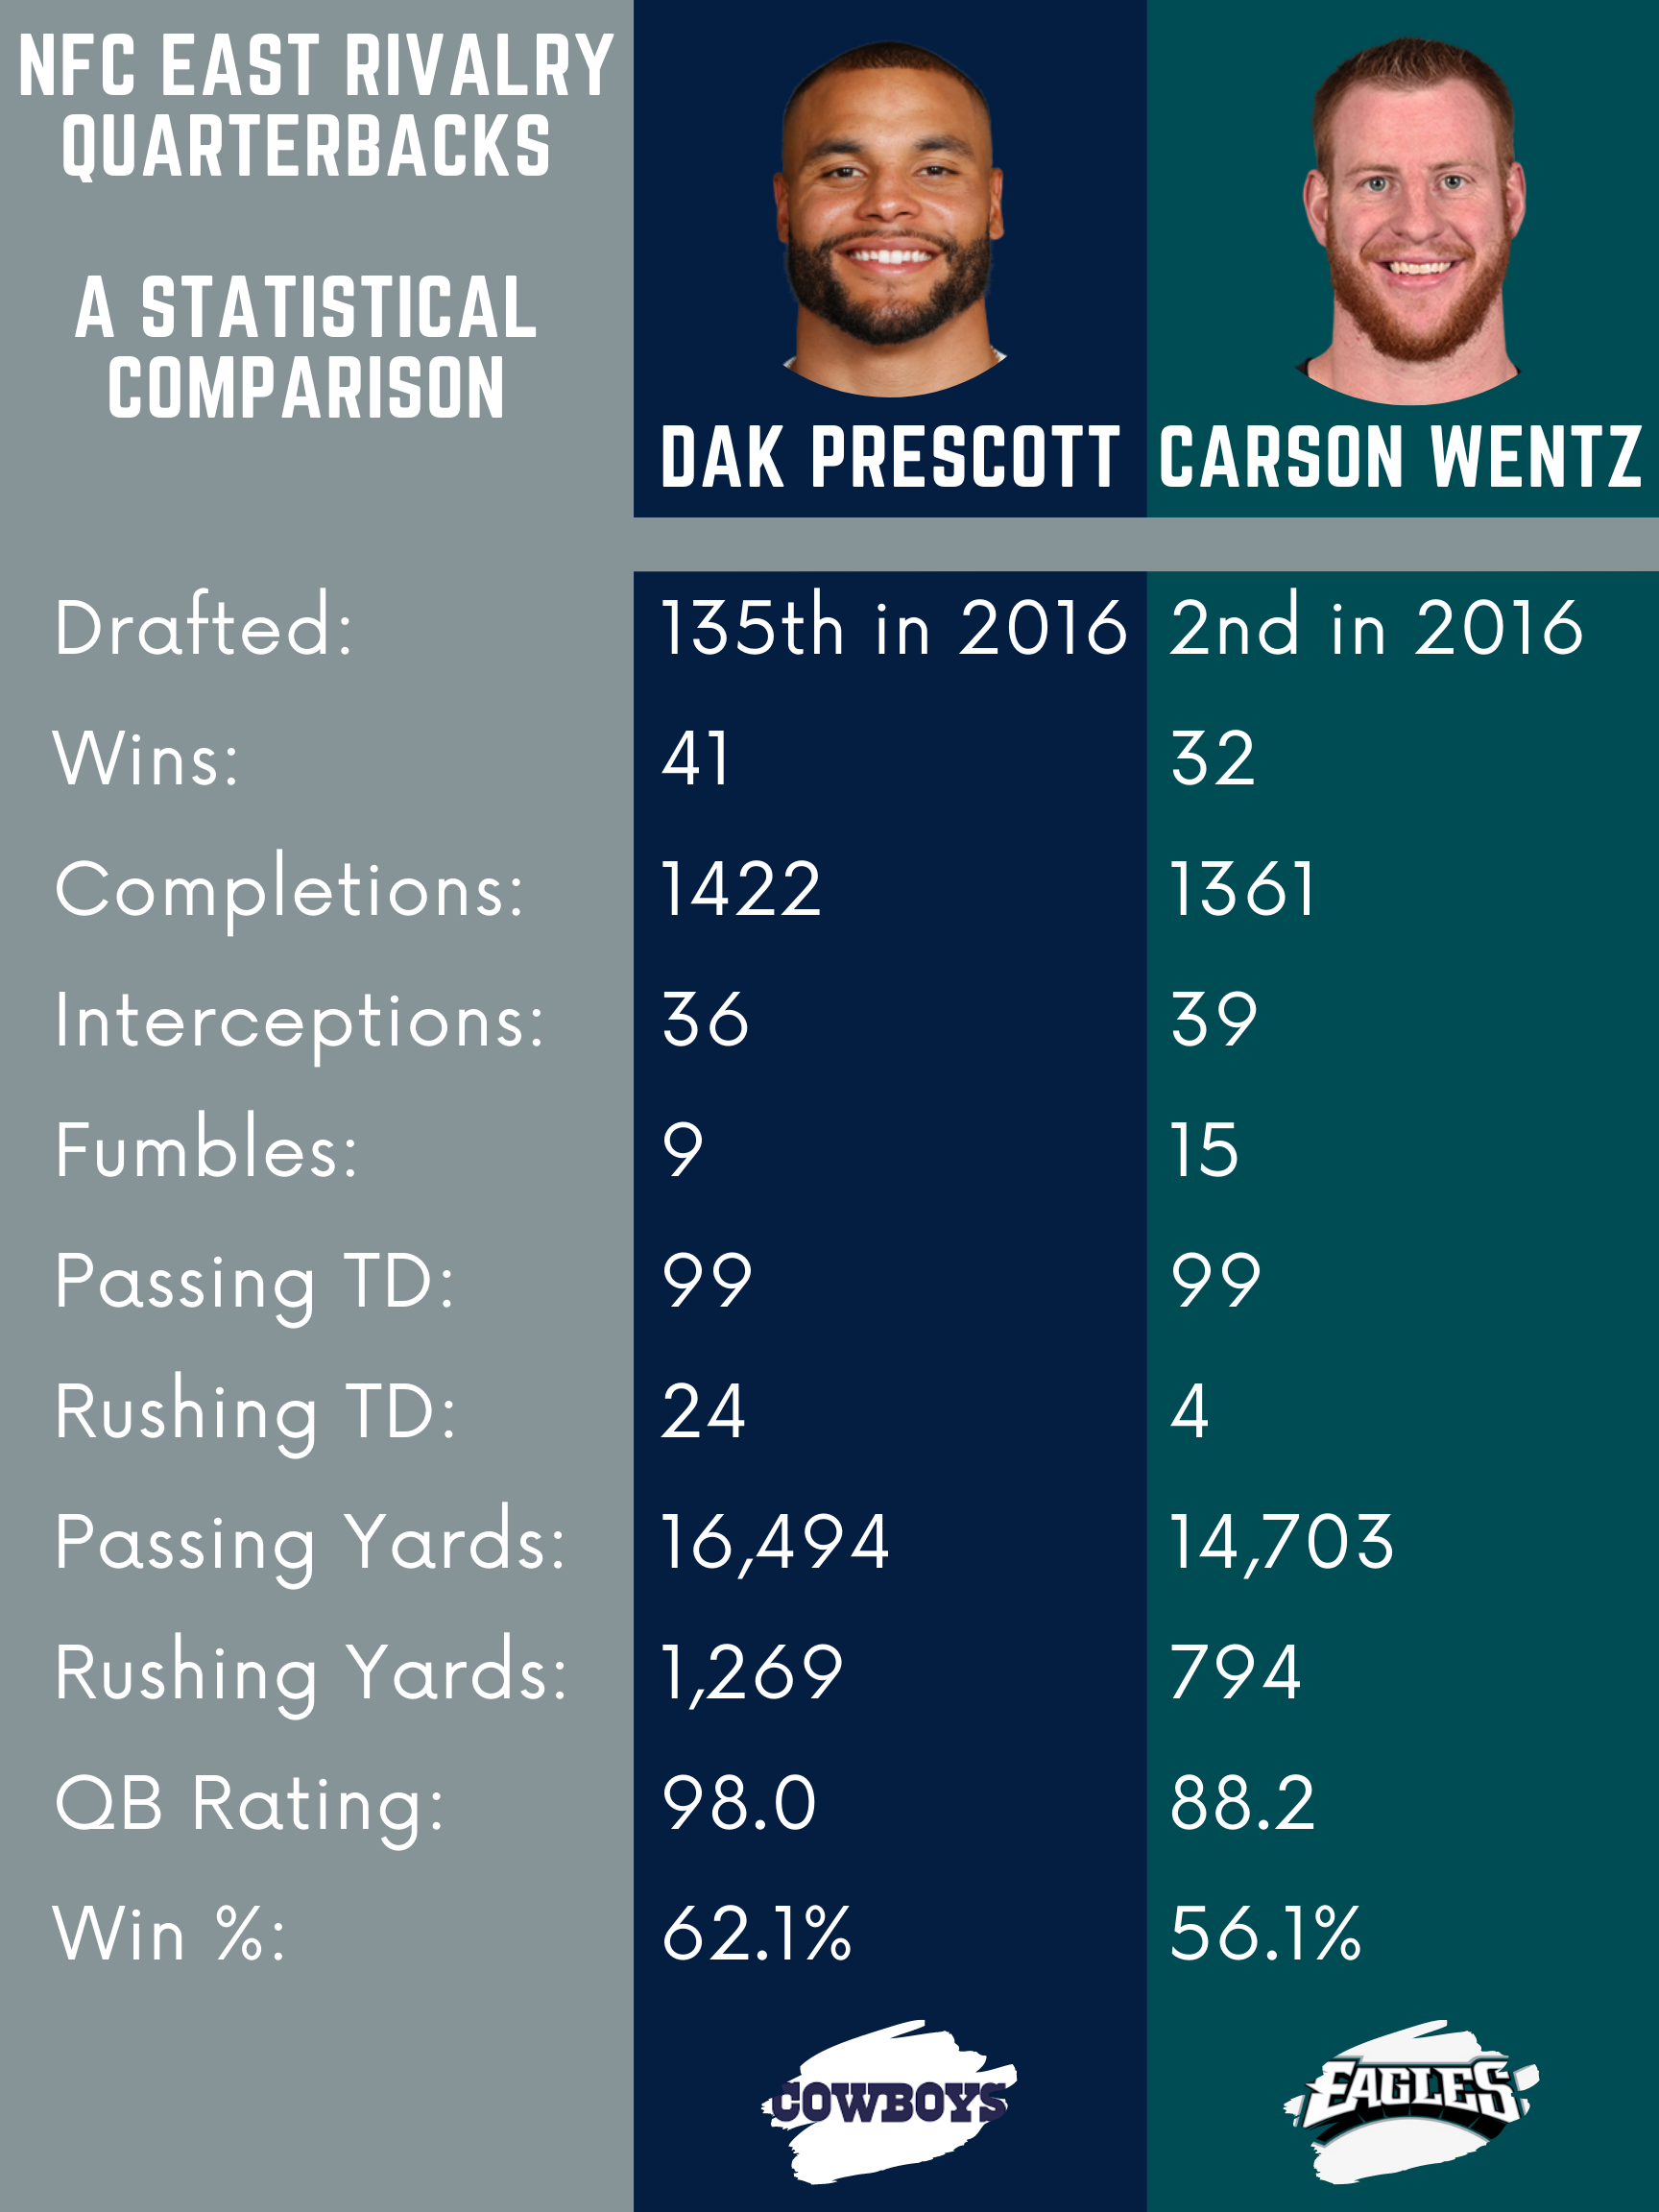 NFC EAST RIVALRY
QUARTERBACKS
A STATISTICAL
COMPARISON
DAK PRESCOTT CARSON WENTZ
Drafted: 135th in 2016 2nd in 2016
Wins: 41 32
Completions: 1422 1361
Interceptions: 36 39
Fumbles: 9 15
Passing TD: 99 99
Rushing TD: 24 4
Passing Yards: 16,494 14,703
Rushing Yards: 1,269 794
QB Rating: 98.0 88.2
Win %: 62.1% 56.1%
COWBOYS EAGLES